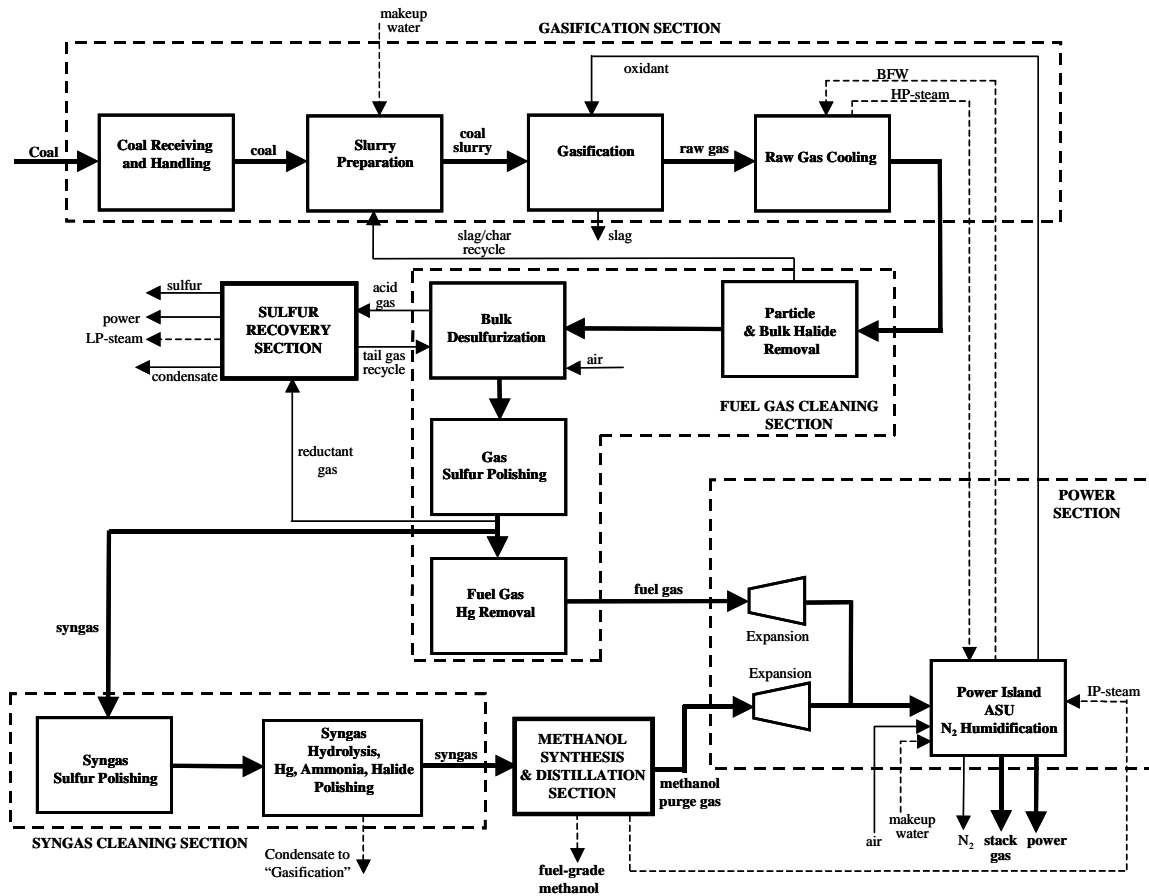 makeup
water
GASIFICATION SECTION
oxidant
BFW
HP-steam
Coal
Coal Receiving
and Handling
coal
Slurry
Preparation
coal
slurry
Gasification
raw gas
Raw Gas Cooling
slag/char
recycle
slag
sulfur
power
LP-steam
condensate
SULFUR
RECOVERY
SECTION
acid
gas
tail gas
recycle
Bulk
Desulfurization
air
Particle
& Bulk Halide
Removal
FUEL GAS CLEANING
SECTION
reductant
gas
Gas
Sulfur Polishing
POWER
SECTION
Fuel Gas
Hg Removal
fuel gas
Expansion
syngas
Expansion
Power Island
ASU
N₂ Humidification
IP-steam
Syngas
Sulfur Polishing
Syngas
Hydrolysis,
Hg, Ammonia, Halide
Polishing
syngas
METHANOL
SYNTHESIS
& DISTILLATION
SECTION
methanol
purge gas
SYNGAS CLEANING SECTION
Condensate to
“Gasification”
fuel-grade
methanol
air
makeup
water
N₂
stack
gas
power